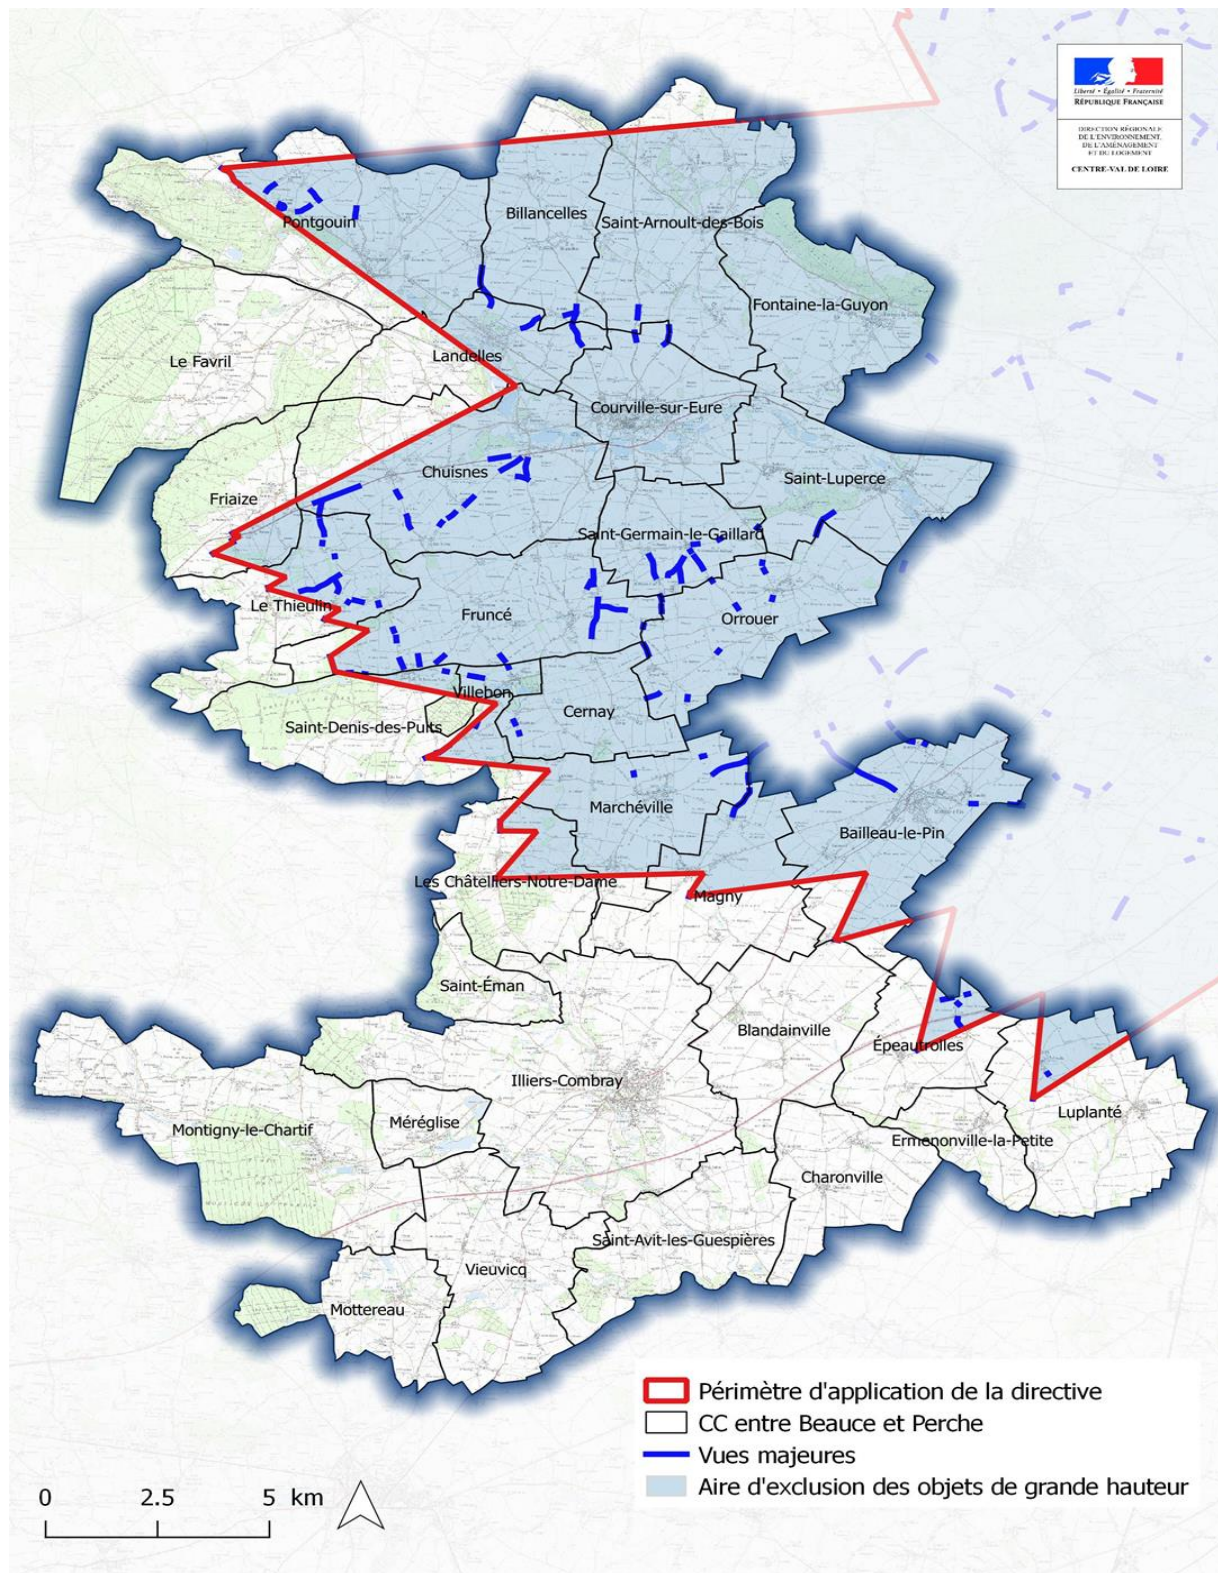 Liberté • Égalité • Fraternité
RÉPUBLIQUE FRANÇAISE
DIRECTION RÉGIONALE
DE L'ENVIRONNEMENT,
DE L'AMÉNAGEMENT
ET DU LOGEMENT
CENTRE-VAL DE LOIRE
Pontgouin
Billancelles
Saint-Arnoult-des-Bois
Fontaine-la-Guyon
Le Favril
Landelles
Courville-sur-Eure
Chuisnes
Saint-Luperce
Friaize
Saint-Germain-le-Gaillard
Le Thieulin
Fruncé
Orrouer
Villebon
Cernay
Saint-Denis-des-Puits
Marchéville
Bailleau-le-Pin
Les Châtelliers-Notre-Dame
Magny
Saint-Éman
Blandainville
Épeautrolles
Illiers-Combray
Luplanté
Méréglise
Montigny-le-Chartif
Ermenonville-la-Petite
Charonville
Saint-Avit-les-Guespières
Vieuvicq
Mottereau
Périmètre d'application de la directive
CC entre Beauce et Perche
Vues majeures
Aire d'exclusion des objets de grande hauteur
0 2.5 5 km